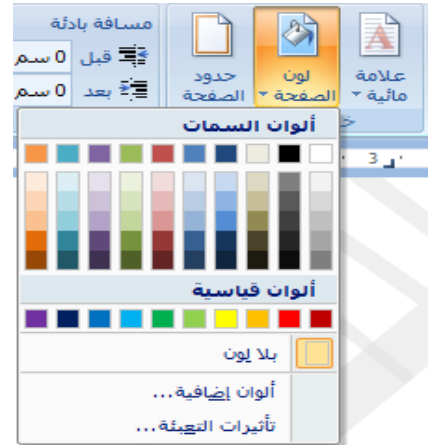 علامة مائية
لون الصفحة
حدود الصفحة
مسافة بادئة
قبل 0 سم
بعد 0 سم
3
ألوان السمات
ألوان قياسية
بلا لون
ألوان إضافية...
تأثيرات التعبئة...